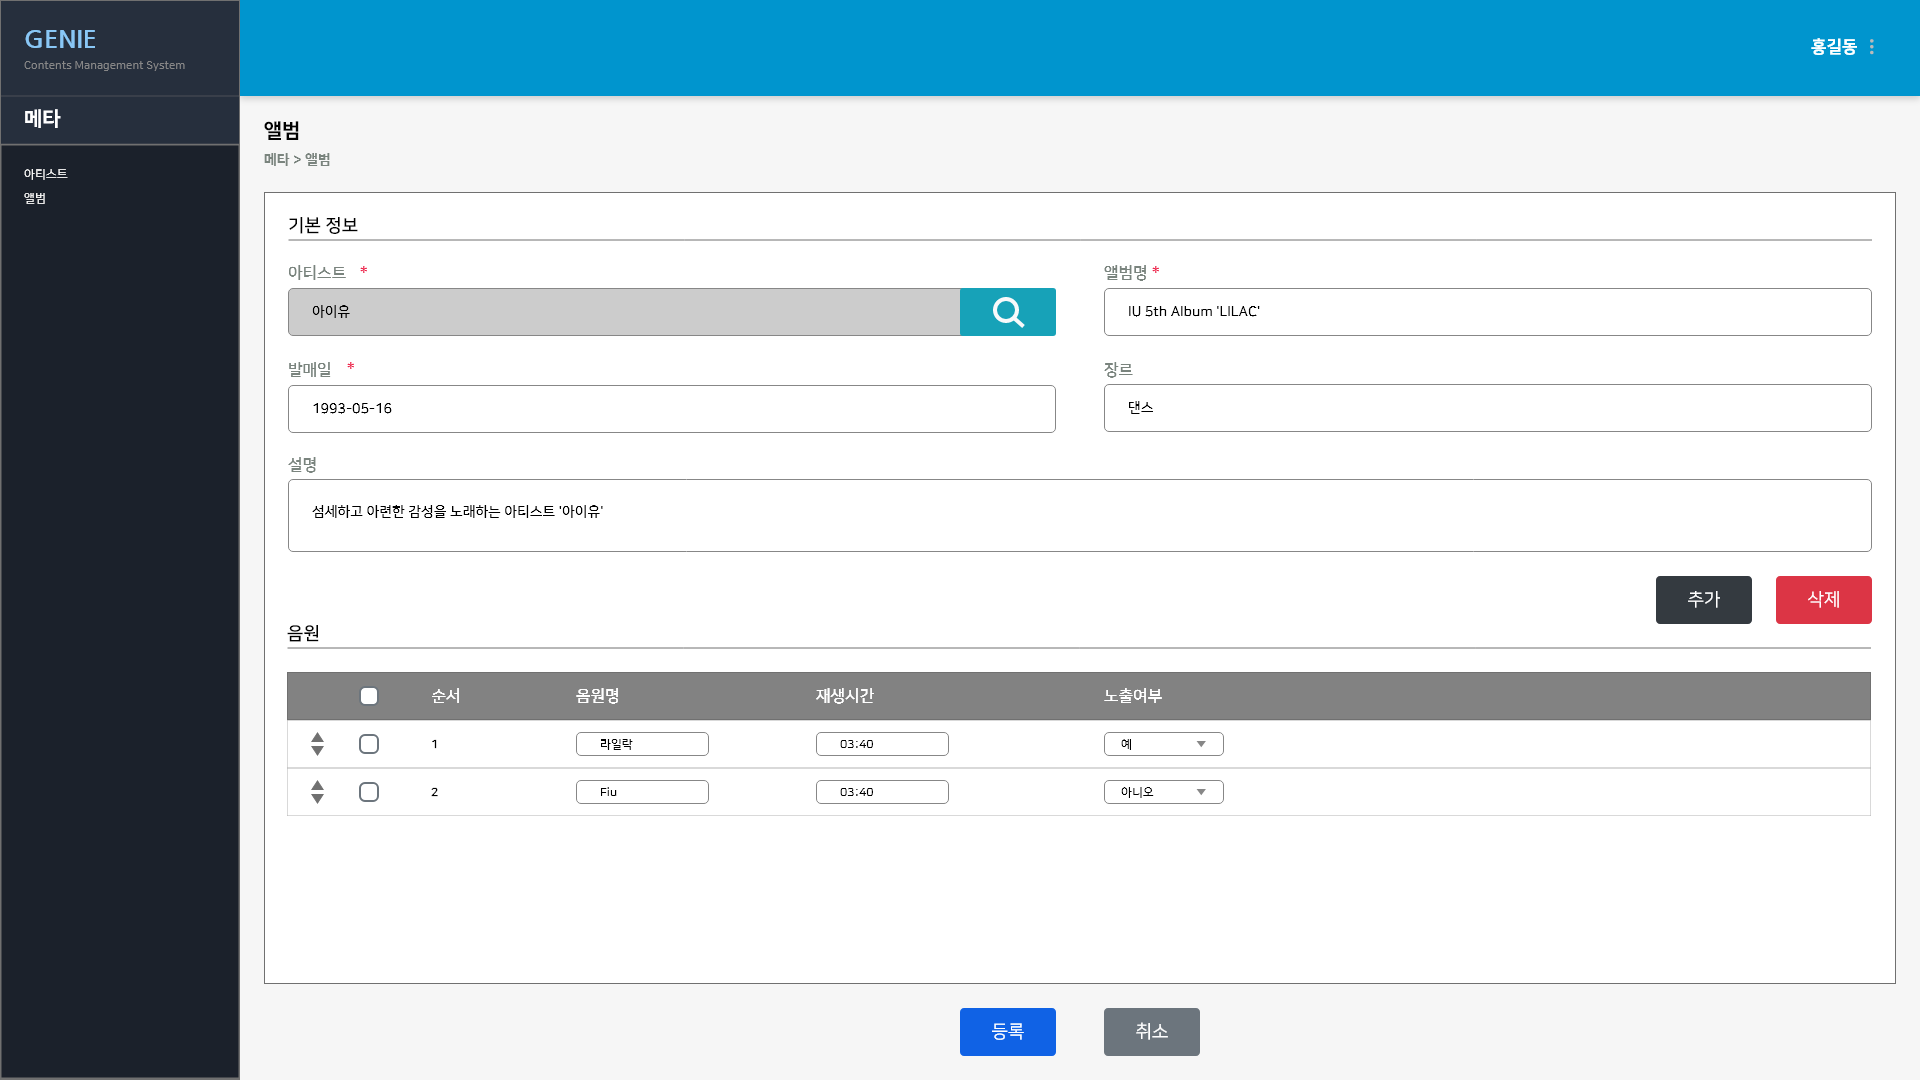 GENIE
Contents Management System
홍길동
메타
아티스트
앨범
앨범
메타 > 앨범
기본 정보
아티스트 *
앨범명 *
아이유
IU 5th Album 'LILAC'
발매일 *
장르
1993-05-16
댄스
설명
섬세하고 아련한 감성을 노래하는 아티스트 '아이유'
추가 삭제
음원
순서 음원명 재생시간 노출여부
1 라일락 03:40 예
2 Fiu 03:40 아니오
등록 취소